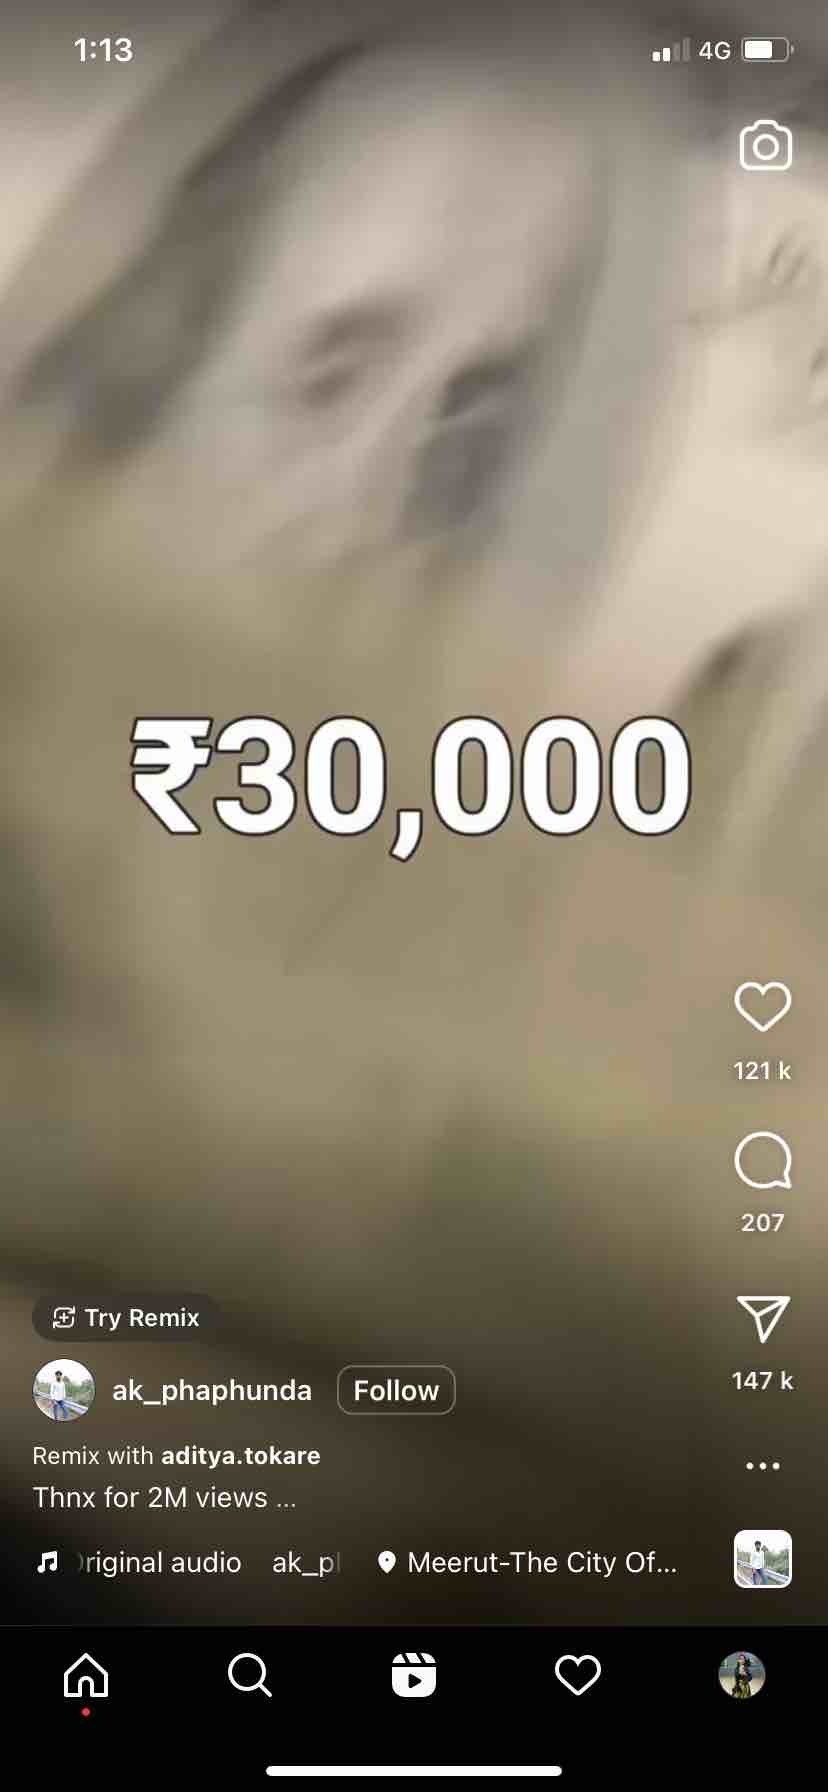 1:13
4G
₹30,000
121 k
207
147 k
Try Remix
ak_phaphunda Follow
Remix with aditya.tokare
Thnx for 2M views ...
riginal audio ak_p Meerut-The City Of...